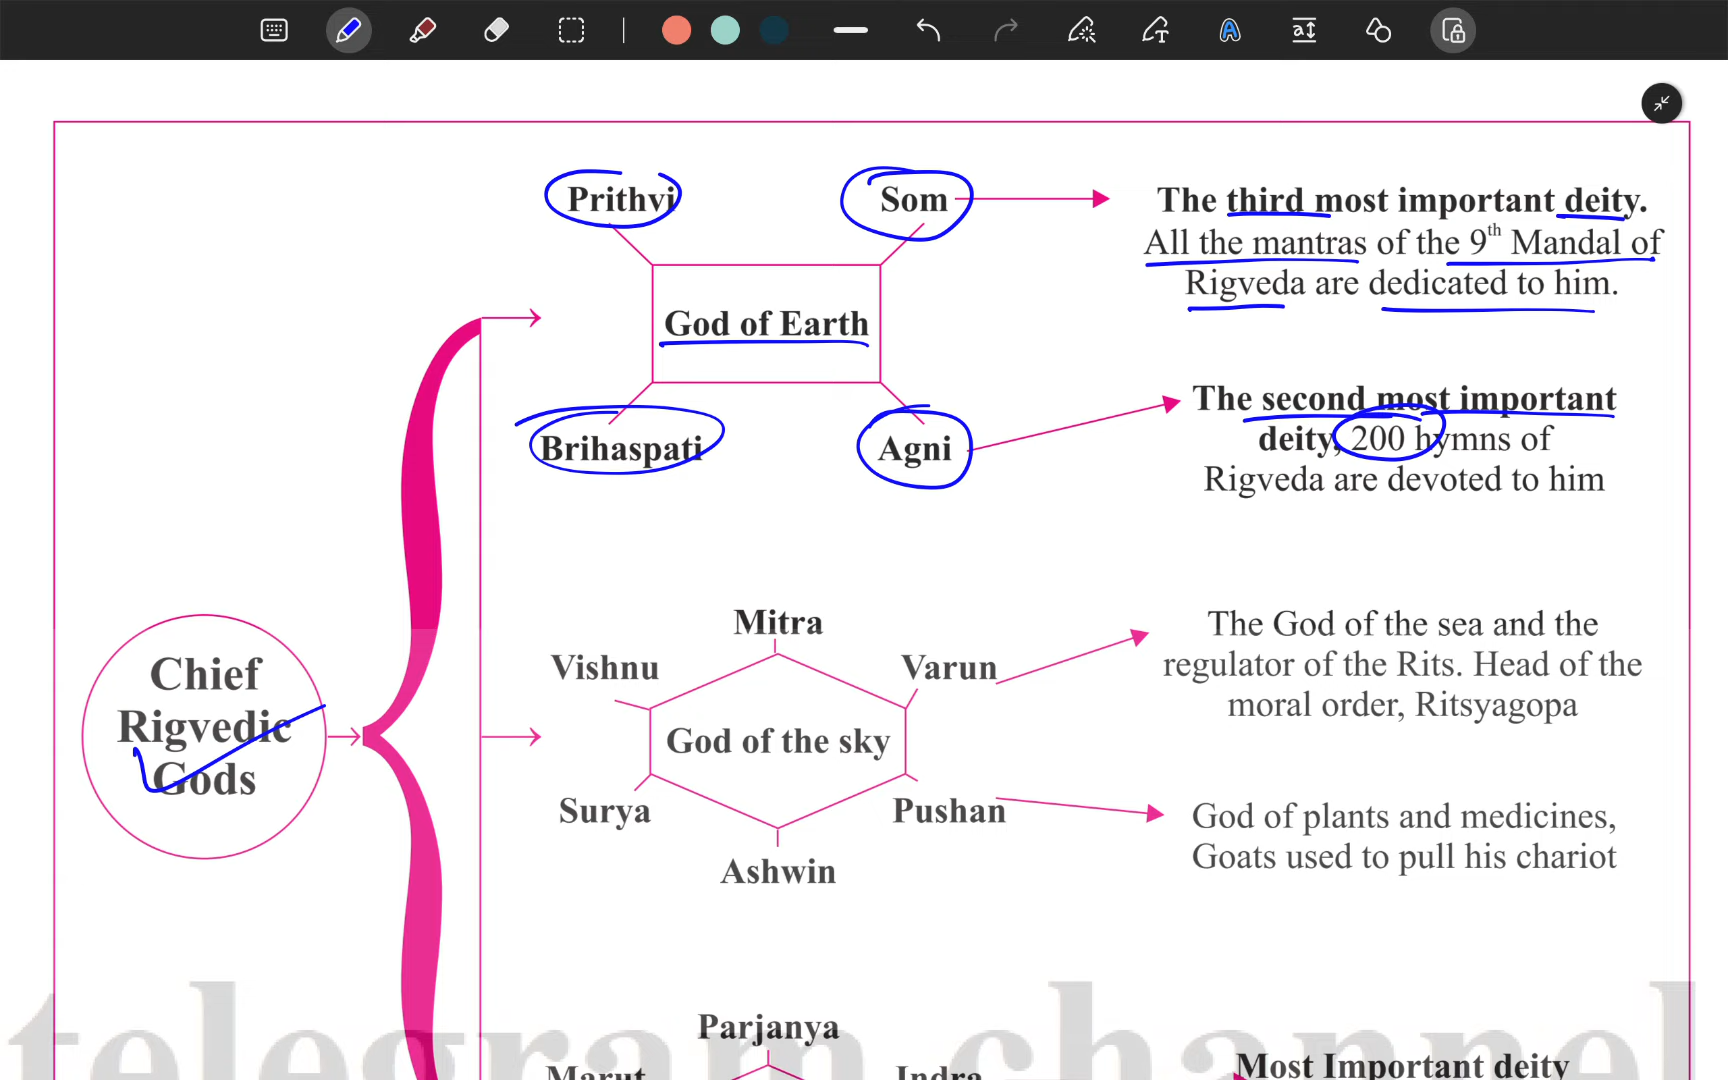 Prithvi
Som
The third most important deity.
All the mantras of the 9th Mandal of
Rigveda are dedicated to him.
God of Earth
Brihaspati
Agni
The second most important
deity, 200 hymns of
Rigveda are devoted to him
Chief
Rigvedic
Gods
Mitra
Vishnu
Varun
The God of the sea and the
regulator of the Rits. Head of the
moral order, Ritsyagopa
God of the sky
Surya
Pushan
God of plants and medicines,
Goats used to pull his chariot
Ashwin
telegram channel
Parjanya
Marut
Indra
Most Important deity